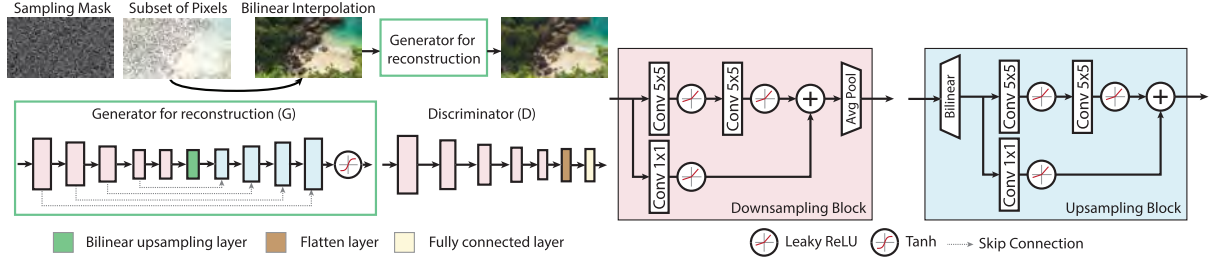 Sampling Mask
Subset of Pixels
Bilinear Interpolation
Generator for
reconstruction
Generator for reconstruction (G)
Discriminator (D)
Bilinear upsampling layer
Flatten layer
Fully connected layer
Conv 5x5
Conv 5x5
Avg Pool
Conv 1x1
Downsampling Block
Bilinear
Conv 5x5
Conv 5x5
Conv 1x1
Upsampling Block
Leaky ReLU
Tanh
Skip Connection